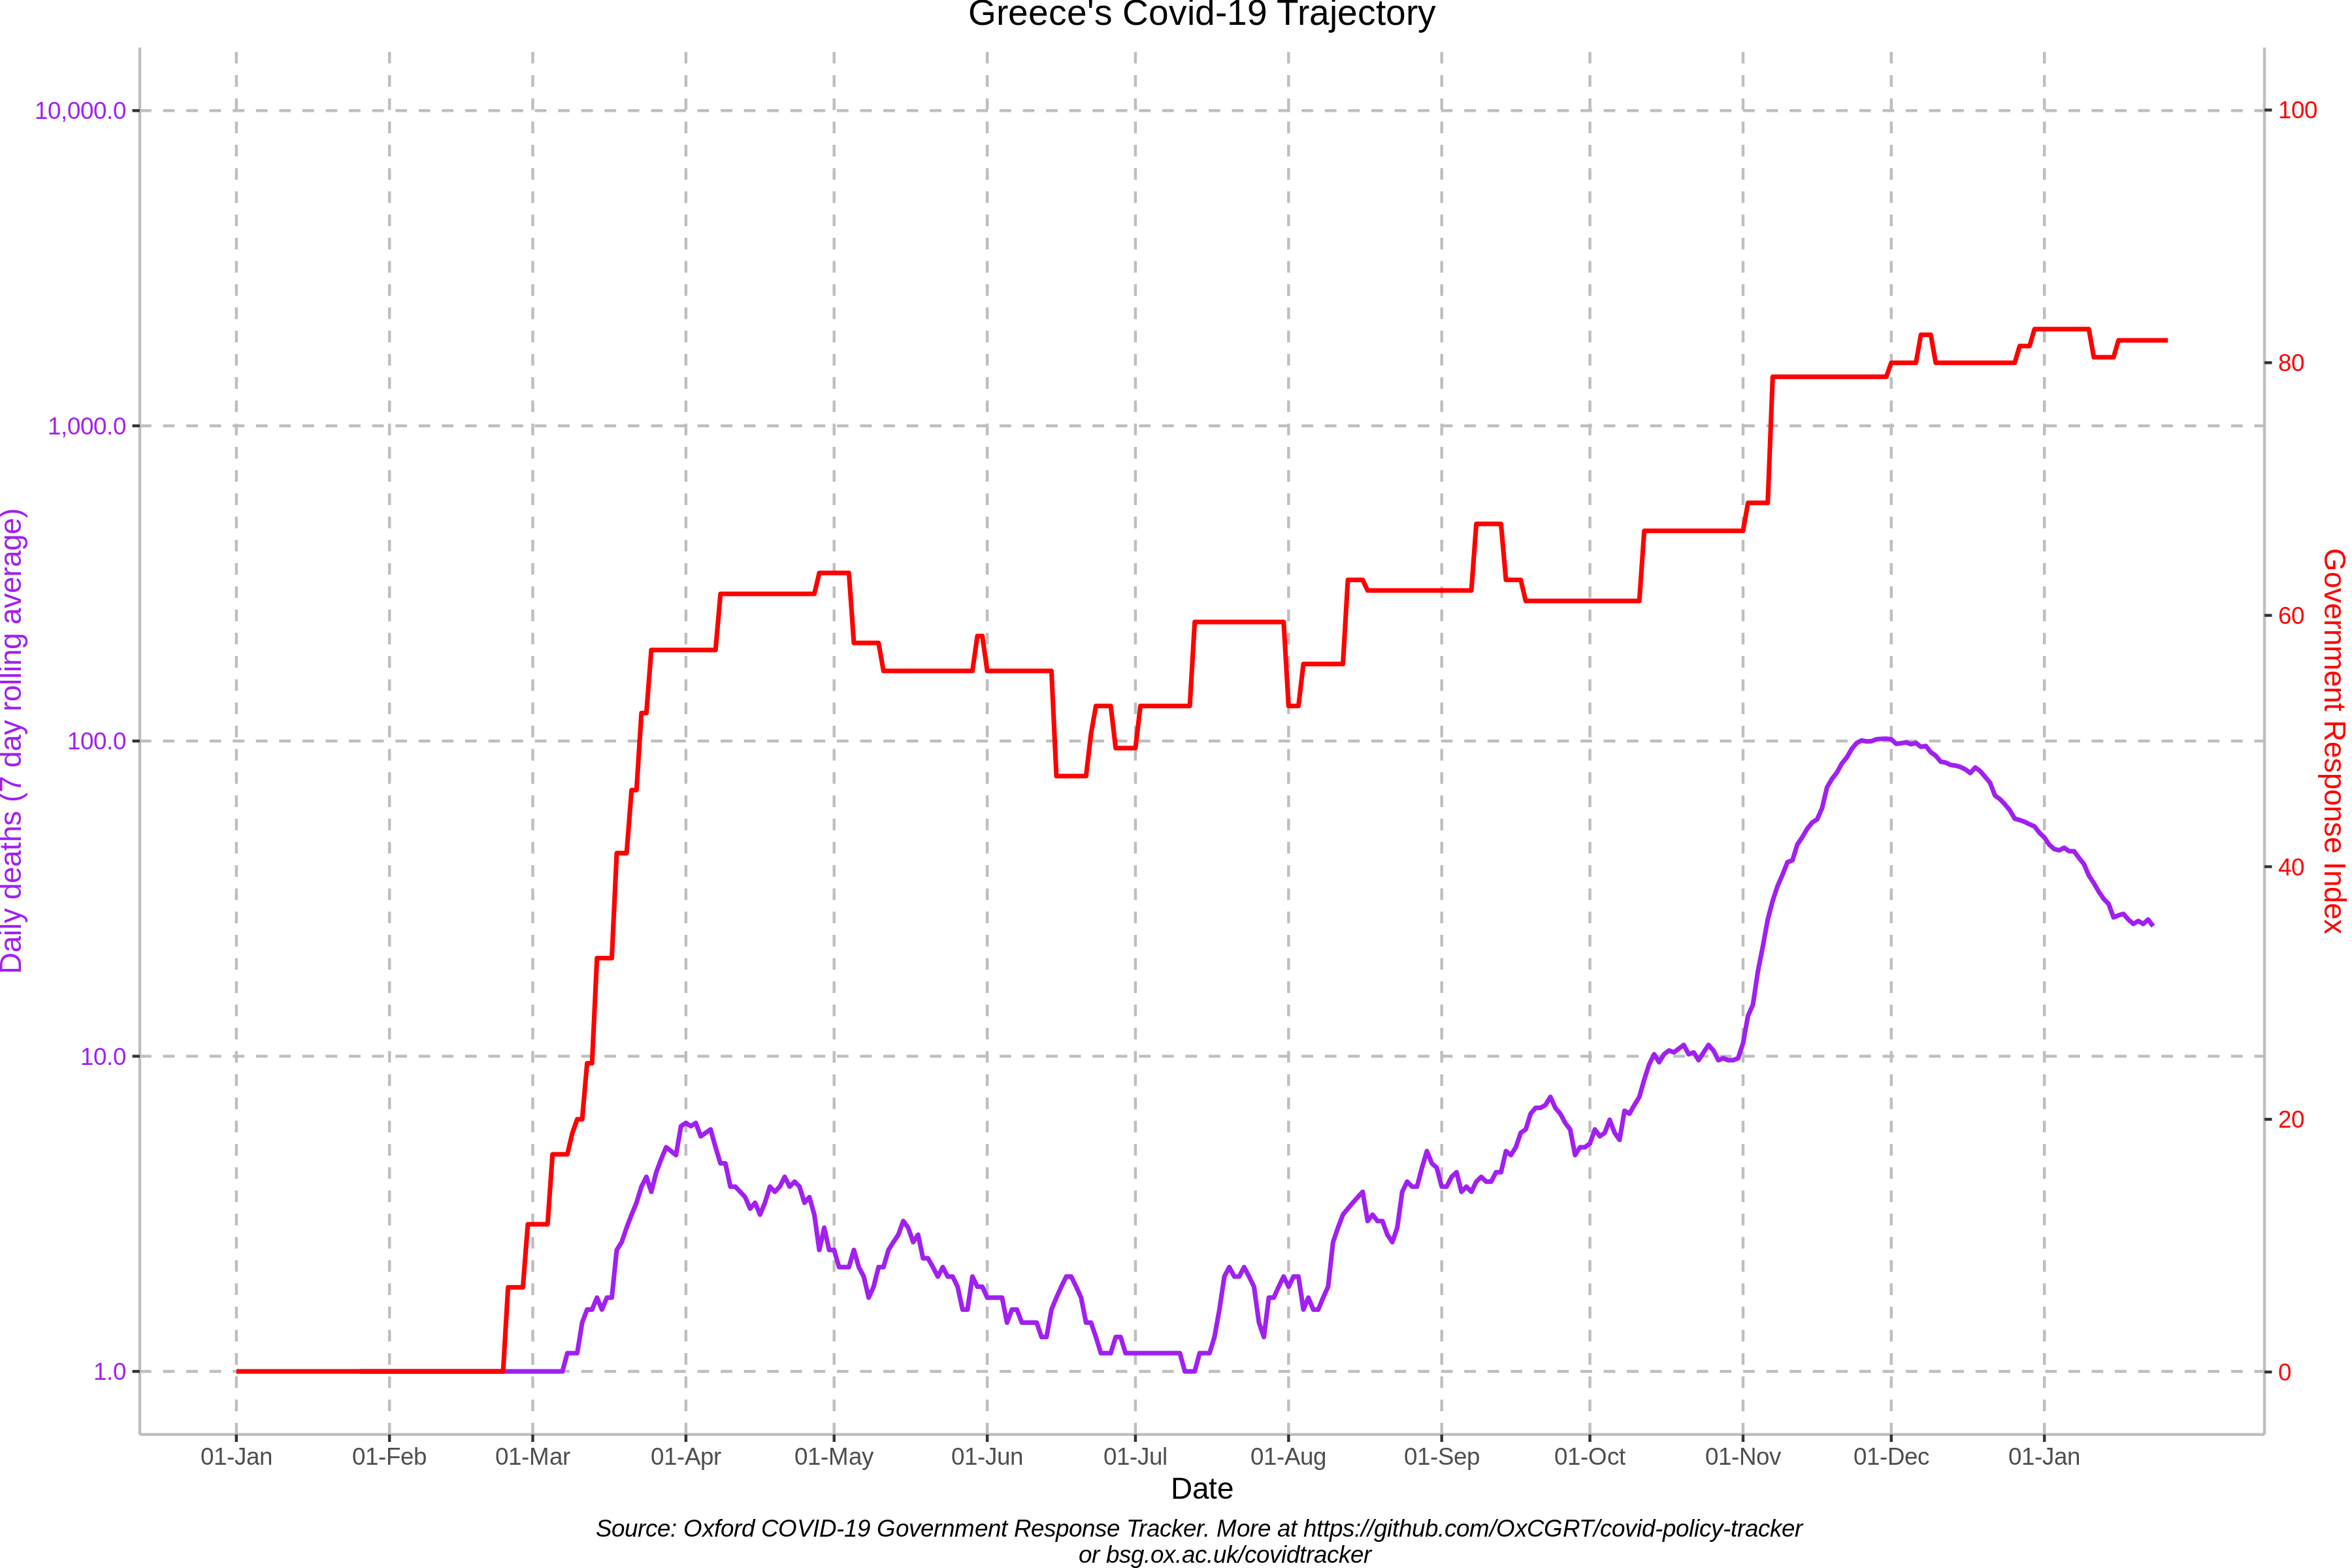 Greece's Covid-19 Trajectory
10,000.0
1,000.0
100.0
10.0
1.0
Daily deaths (7 day rolling average)
100
80
60
40
20
0
Government Response Index
01-Jan 01-Feb 01-Mar 01-Apr 01-May 01-Jun 01-Jul 01-Aug 01-Sep 01-Oct 01-Nov 01-Dec 01-Jan
Date
Source: Oxford COVID-19 Government Response Tracker. More at https://github.com/OxCGRT/covid-policy-tracker
or bsg.ox.ac.uk/covidtracker